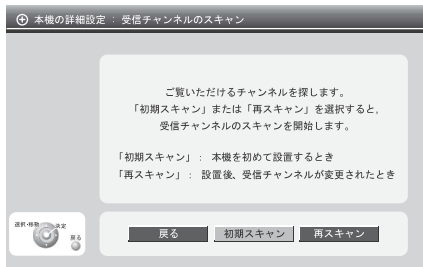 本機の詳細設定 : 受信チャンネルのスキャン
ご覧いただけるチャンネルを探します。
「初期スキャン」または「再スキャン」を選択すると、
受信チャンネルのスキャンを開始します。
「初期スキャン」: 本機を初めて設置するとき
「再スキャン」: 設置後、受信チャンネルが変更されたとき
選択・移動 決定
戻る
戻る 初期スキャン 再スキャン